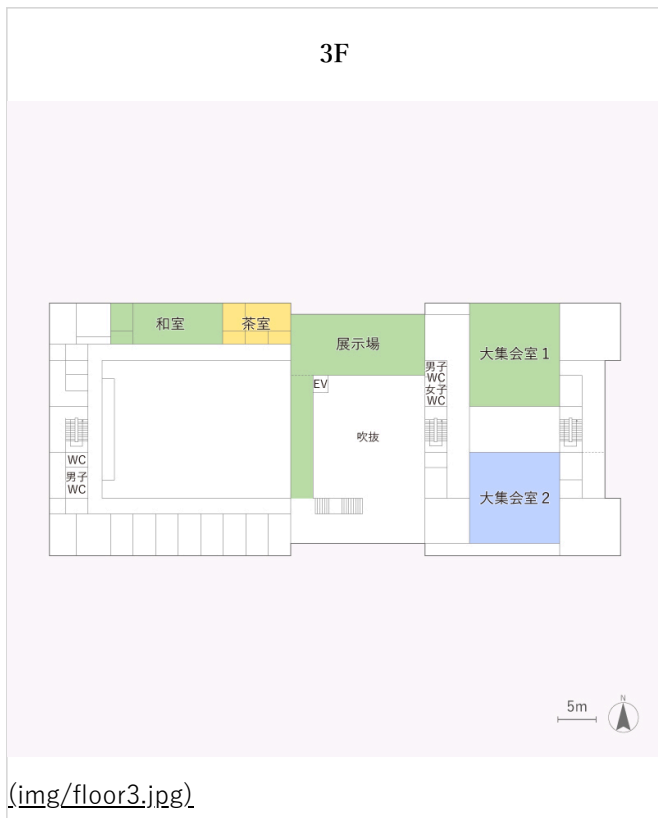 3F
和室
茶室
展示場
大集会室1
EV
男子
WC
女子
WC
吹抜
WC
男子
WC
大集会室2
5m
N
(img/floor3.jpg)